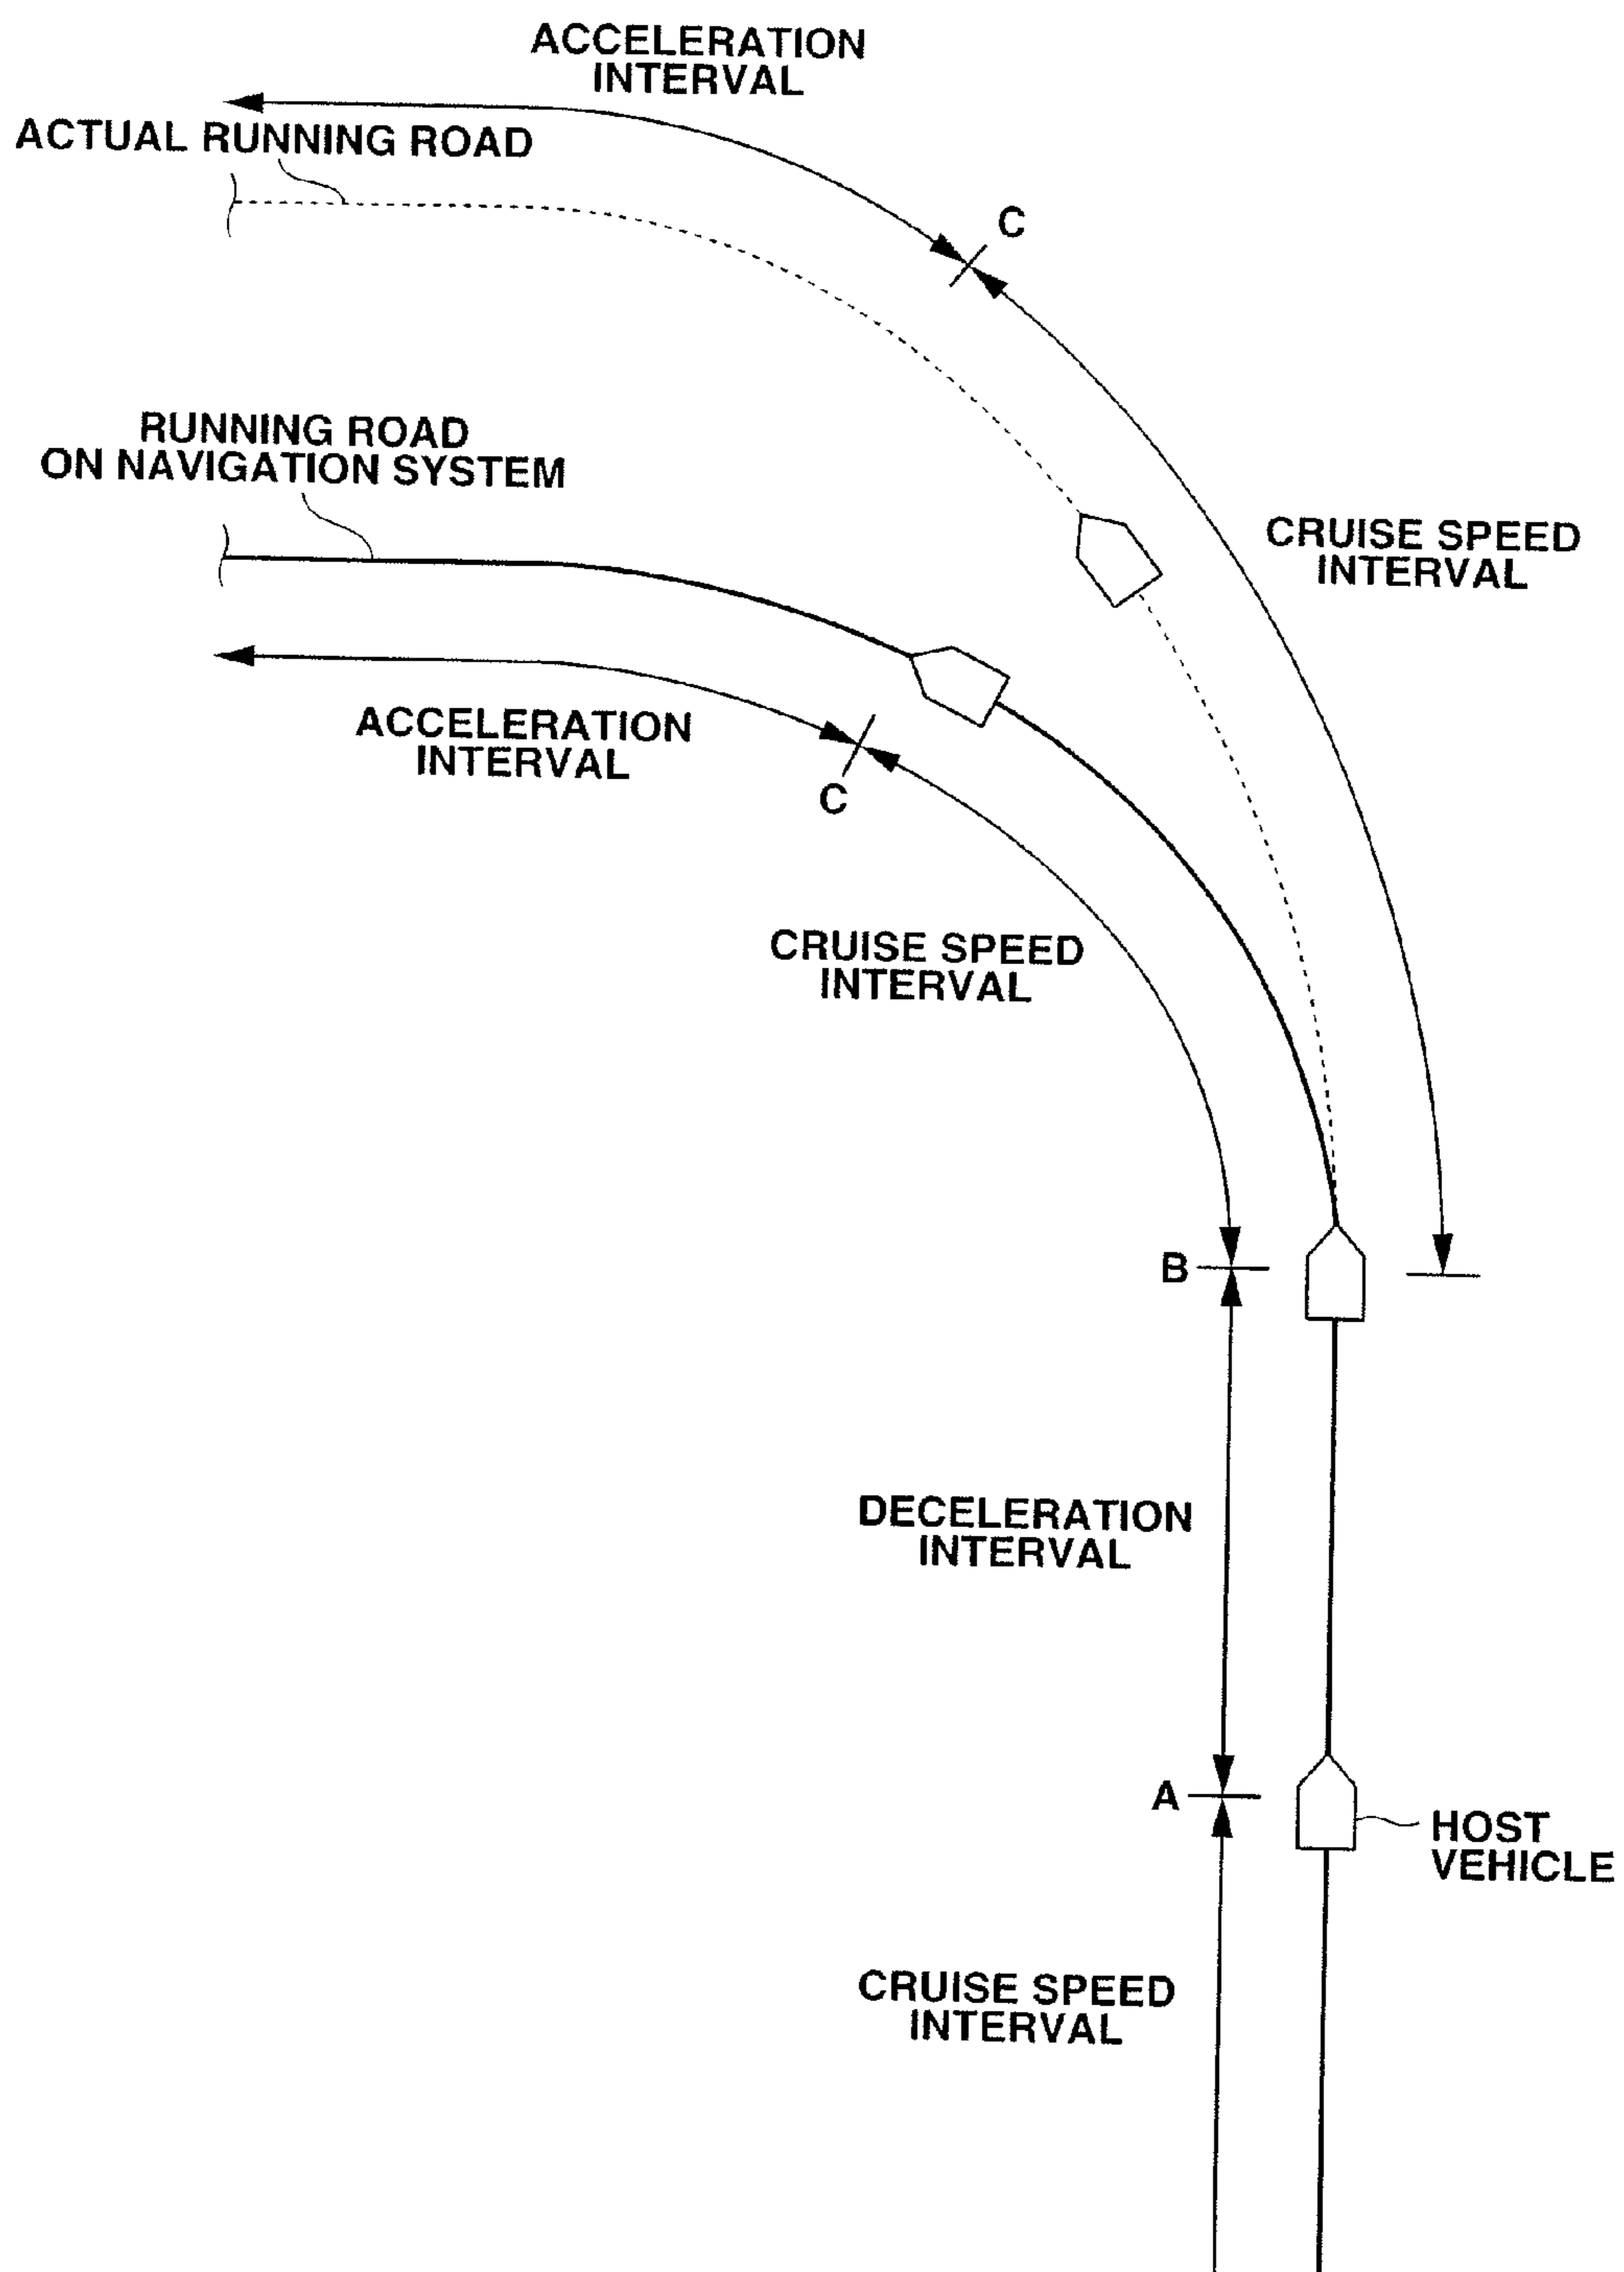 ACCELERATION
INTERVAL
ACTUAL RUNNING ROAD
C
RUNNING ROAD
ON NAVIGATION SYSTEM
CRUISE SPEED
INTERVAL
ACCELERATION
INTERVAL
C
CRUISE SPEED
INTERVAL
B
DECELERATION
INTERVAL
A
HOST
VEHICLE
CRUISE SPEED
INTERVAL